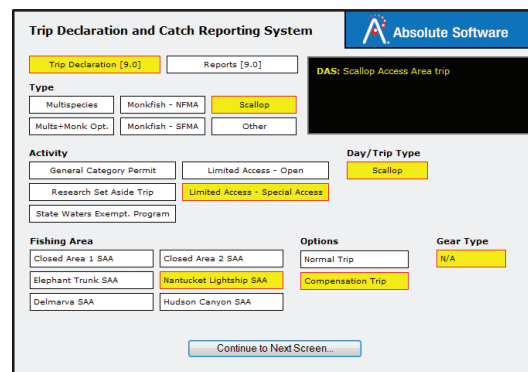 Trip Declaration and Catch Reporting System
Absolute Software
Trip Declaration [9.0] Reports [9.0]
DAS: Scallop Access Area trip
Type
Multispecies Monkfish - NFMA Scallop
Mults+Monk Opt. Monkfish - SFMA Other
Activity Day/Trip Type
General Category Permit Limited Access - Open Scallop
Research Set Aside Trip Limited Access - Special Access
State Waters Exempt. Program
Fishing Area Options Gear Type
Closed Area 1 SAA Closed Area 2 SAA Normal Trip N/A
Elephant Trunk SAA Nantucket Lightship SAA Compensation Trip
Delmarva SAA Hudson Canyon SAA
Continue to Next Screen...